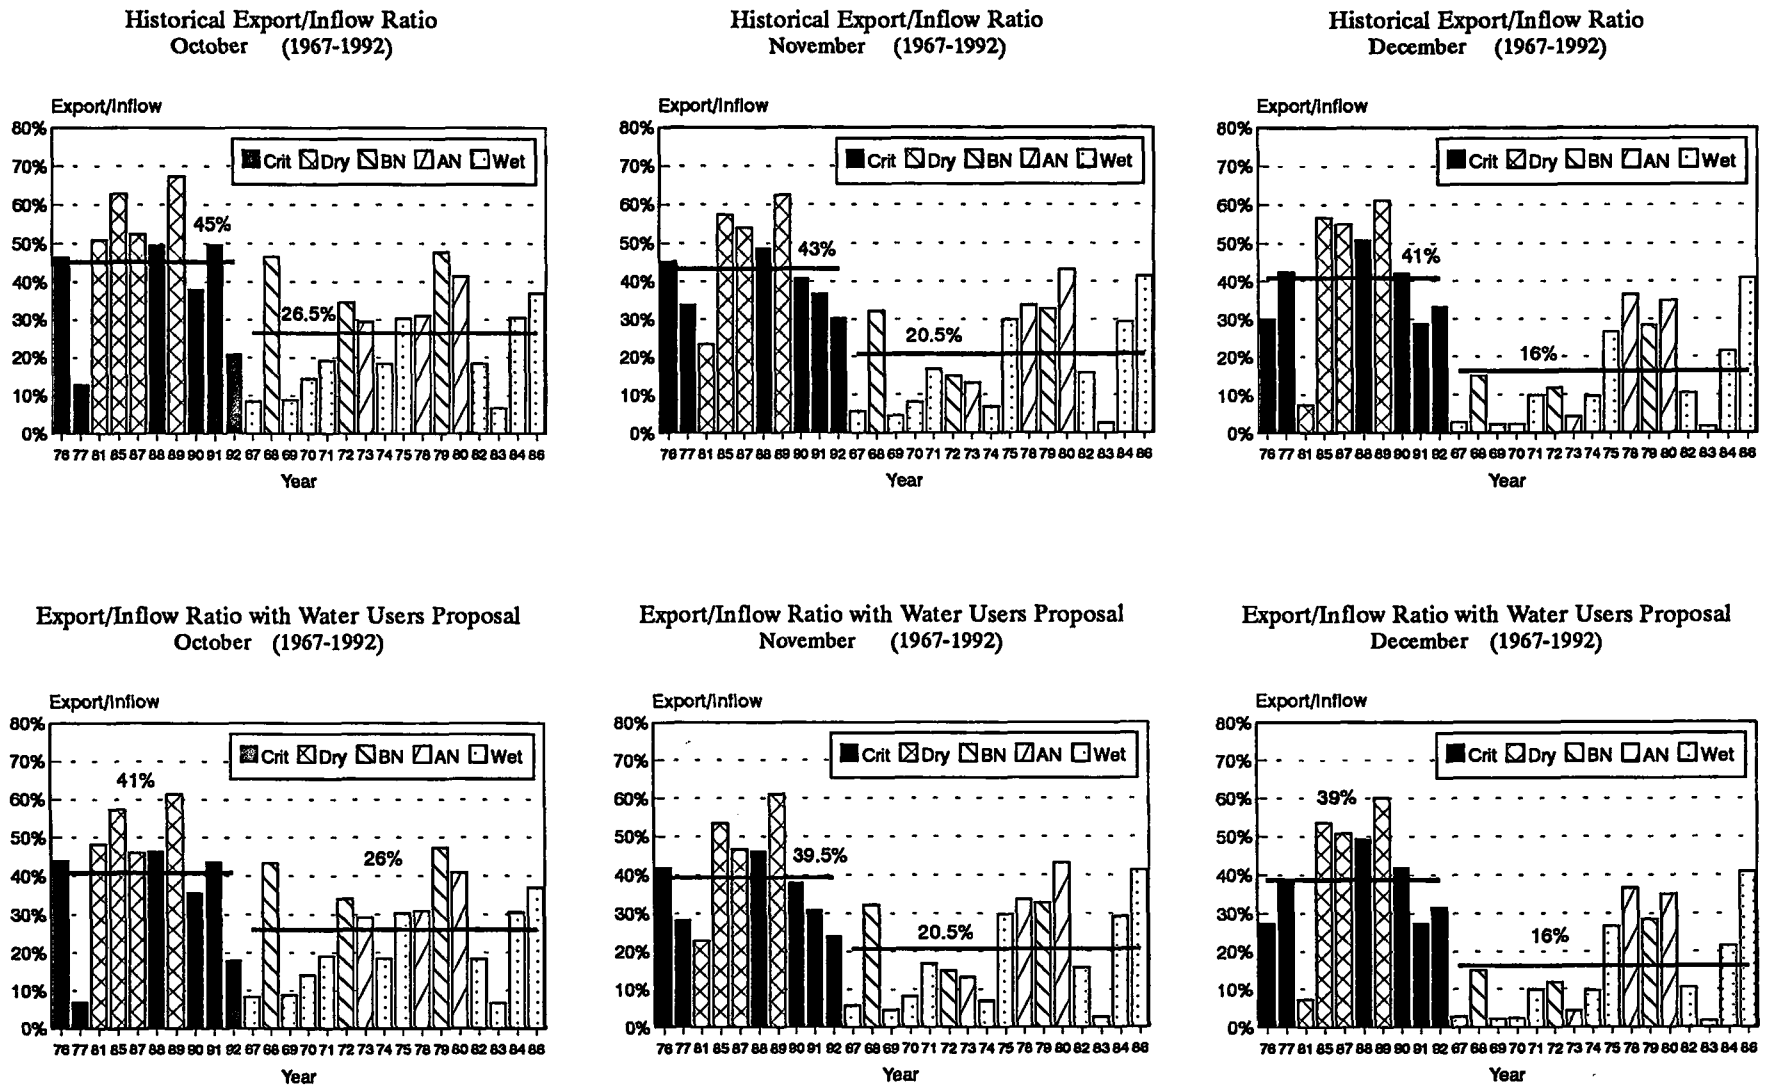 Historical Export/Inflow Ratio
October (1967-1992)
Export/Inflow
80%
70%
60%
50%
40%
30%
20%
10%
0%
Crit Dry BN AN Wet
45%
26.5%
76 77 81 85 87 88 89 90 91 92 67 68 69 70 71 72 73 74 75 78 79 80 82 83 84 86
Year
Historical Export/Inflow Ratio
November (1967-1992)
Export/Inflow
80%
70%
60%
50%
40%
30%
20%
10%
0%
Crit Dry BN AN Wet
43%
20.5%
76 77 81 85 87 88 89 90 91 92 67 68 69 70 71 72 73 74 75 78 79 80 82 83 84 86
Year
Historical Export/Inflow Ratio
December (1967-1992)
Export/Inflow
80%
70%
60%
50%
40%
30%
20%
10%
0%
Crit Dry BN AN Wet
41%
16%
76 77 81 85 87 88 89 90 91 92 67 68 69 70 71 72 73 74 75 78 79 80 82 83 84 86
Year
Export/Inflow Ratio with Water Users Proposal
October (1967-1992)
Export/Inflow
80%
70%
60%
50%
40%
30%
20%
10%
0%
Crit Dry BN AN Wet
41%
26%
76 77 81 85 87 88 89 90 91 92 67 68 69 70 71 72 73 74 75 78 79 80 82 83 84 86
Year
Export/Inflow Ratio with Water Users Proposal
November (1967-1992)
Export/Inflow
80%
70%
60%
50%
40%
30%
20%
10%
0%
Crit Dry BN AN Wet
39.5%
20.5%
76 77 81 85 87 88 89 90 91 92 67 68 69 70 71 72 73 74 75 78 79 80 82 83 84 86
Year
Export/Inflow Ratio with Water Users Proposal
December (1967-1992)
Export/Inflow
80%
70%
60%
50%
40%
30%
20%
10%
0%
Crit Dry BN AN Wet
39%
16%
76 77 81 85 87 88 89 90 91 92 67 68 69 70 71 72 73 74 75 78 79 80 82 83 84 86
Year